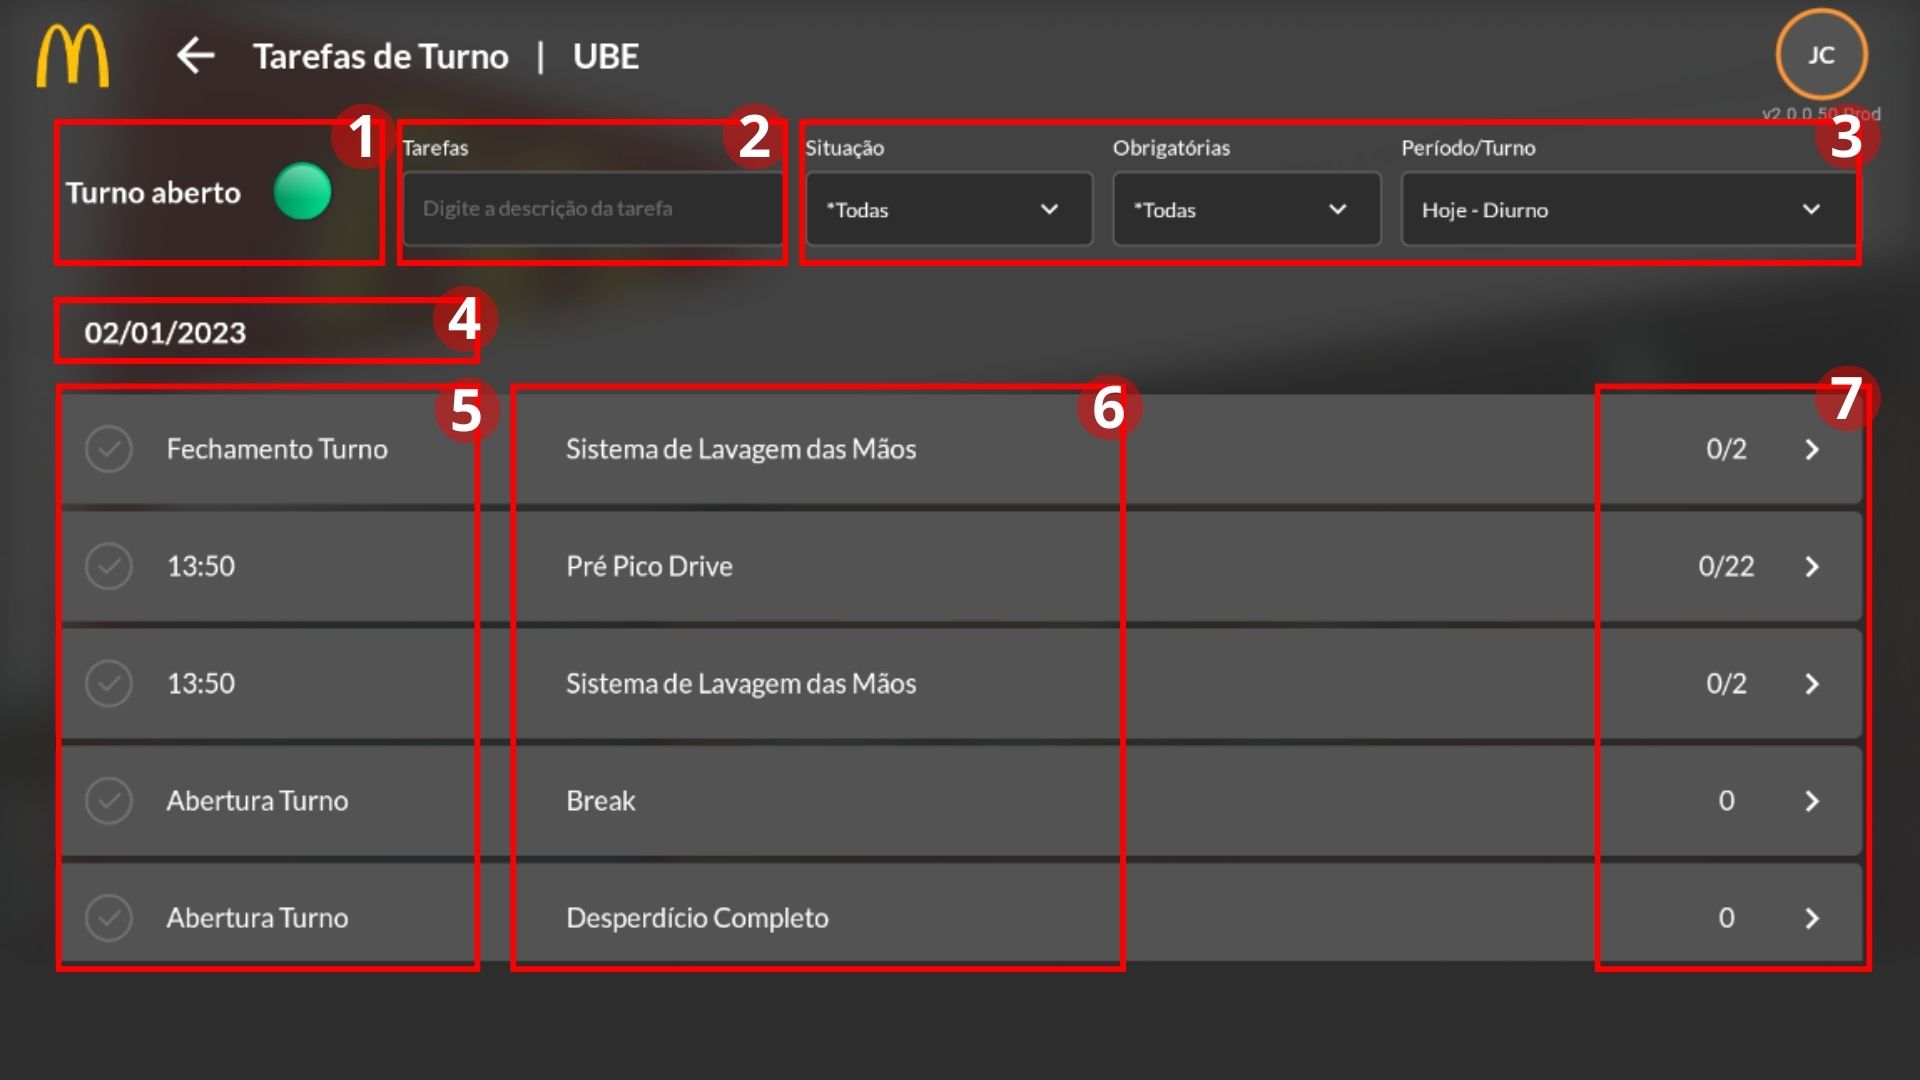 Tarefas de Turno | UBE
JC
v2.0.0.50 Prod
1
2
3
Turno aberto
Tarefas
Digite a descrição da tarefa
Situação
*Todas
Obrigatórias
*Todas
Período/Turno
Hoje - Diurno
4
02/01/2023
5
6
7
Fechamento Turno Sistema de Lavagem das Mãos 0/2
13:50 Pré Pico Drive 0/22
13:50 Sistema de Lavagem das Mãos 0/2
Abertura Turno Break 0
Abertura Turno Desperdício Completo 0